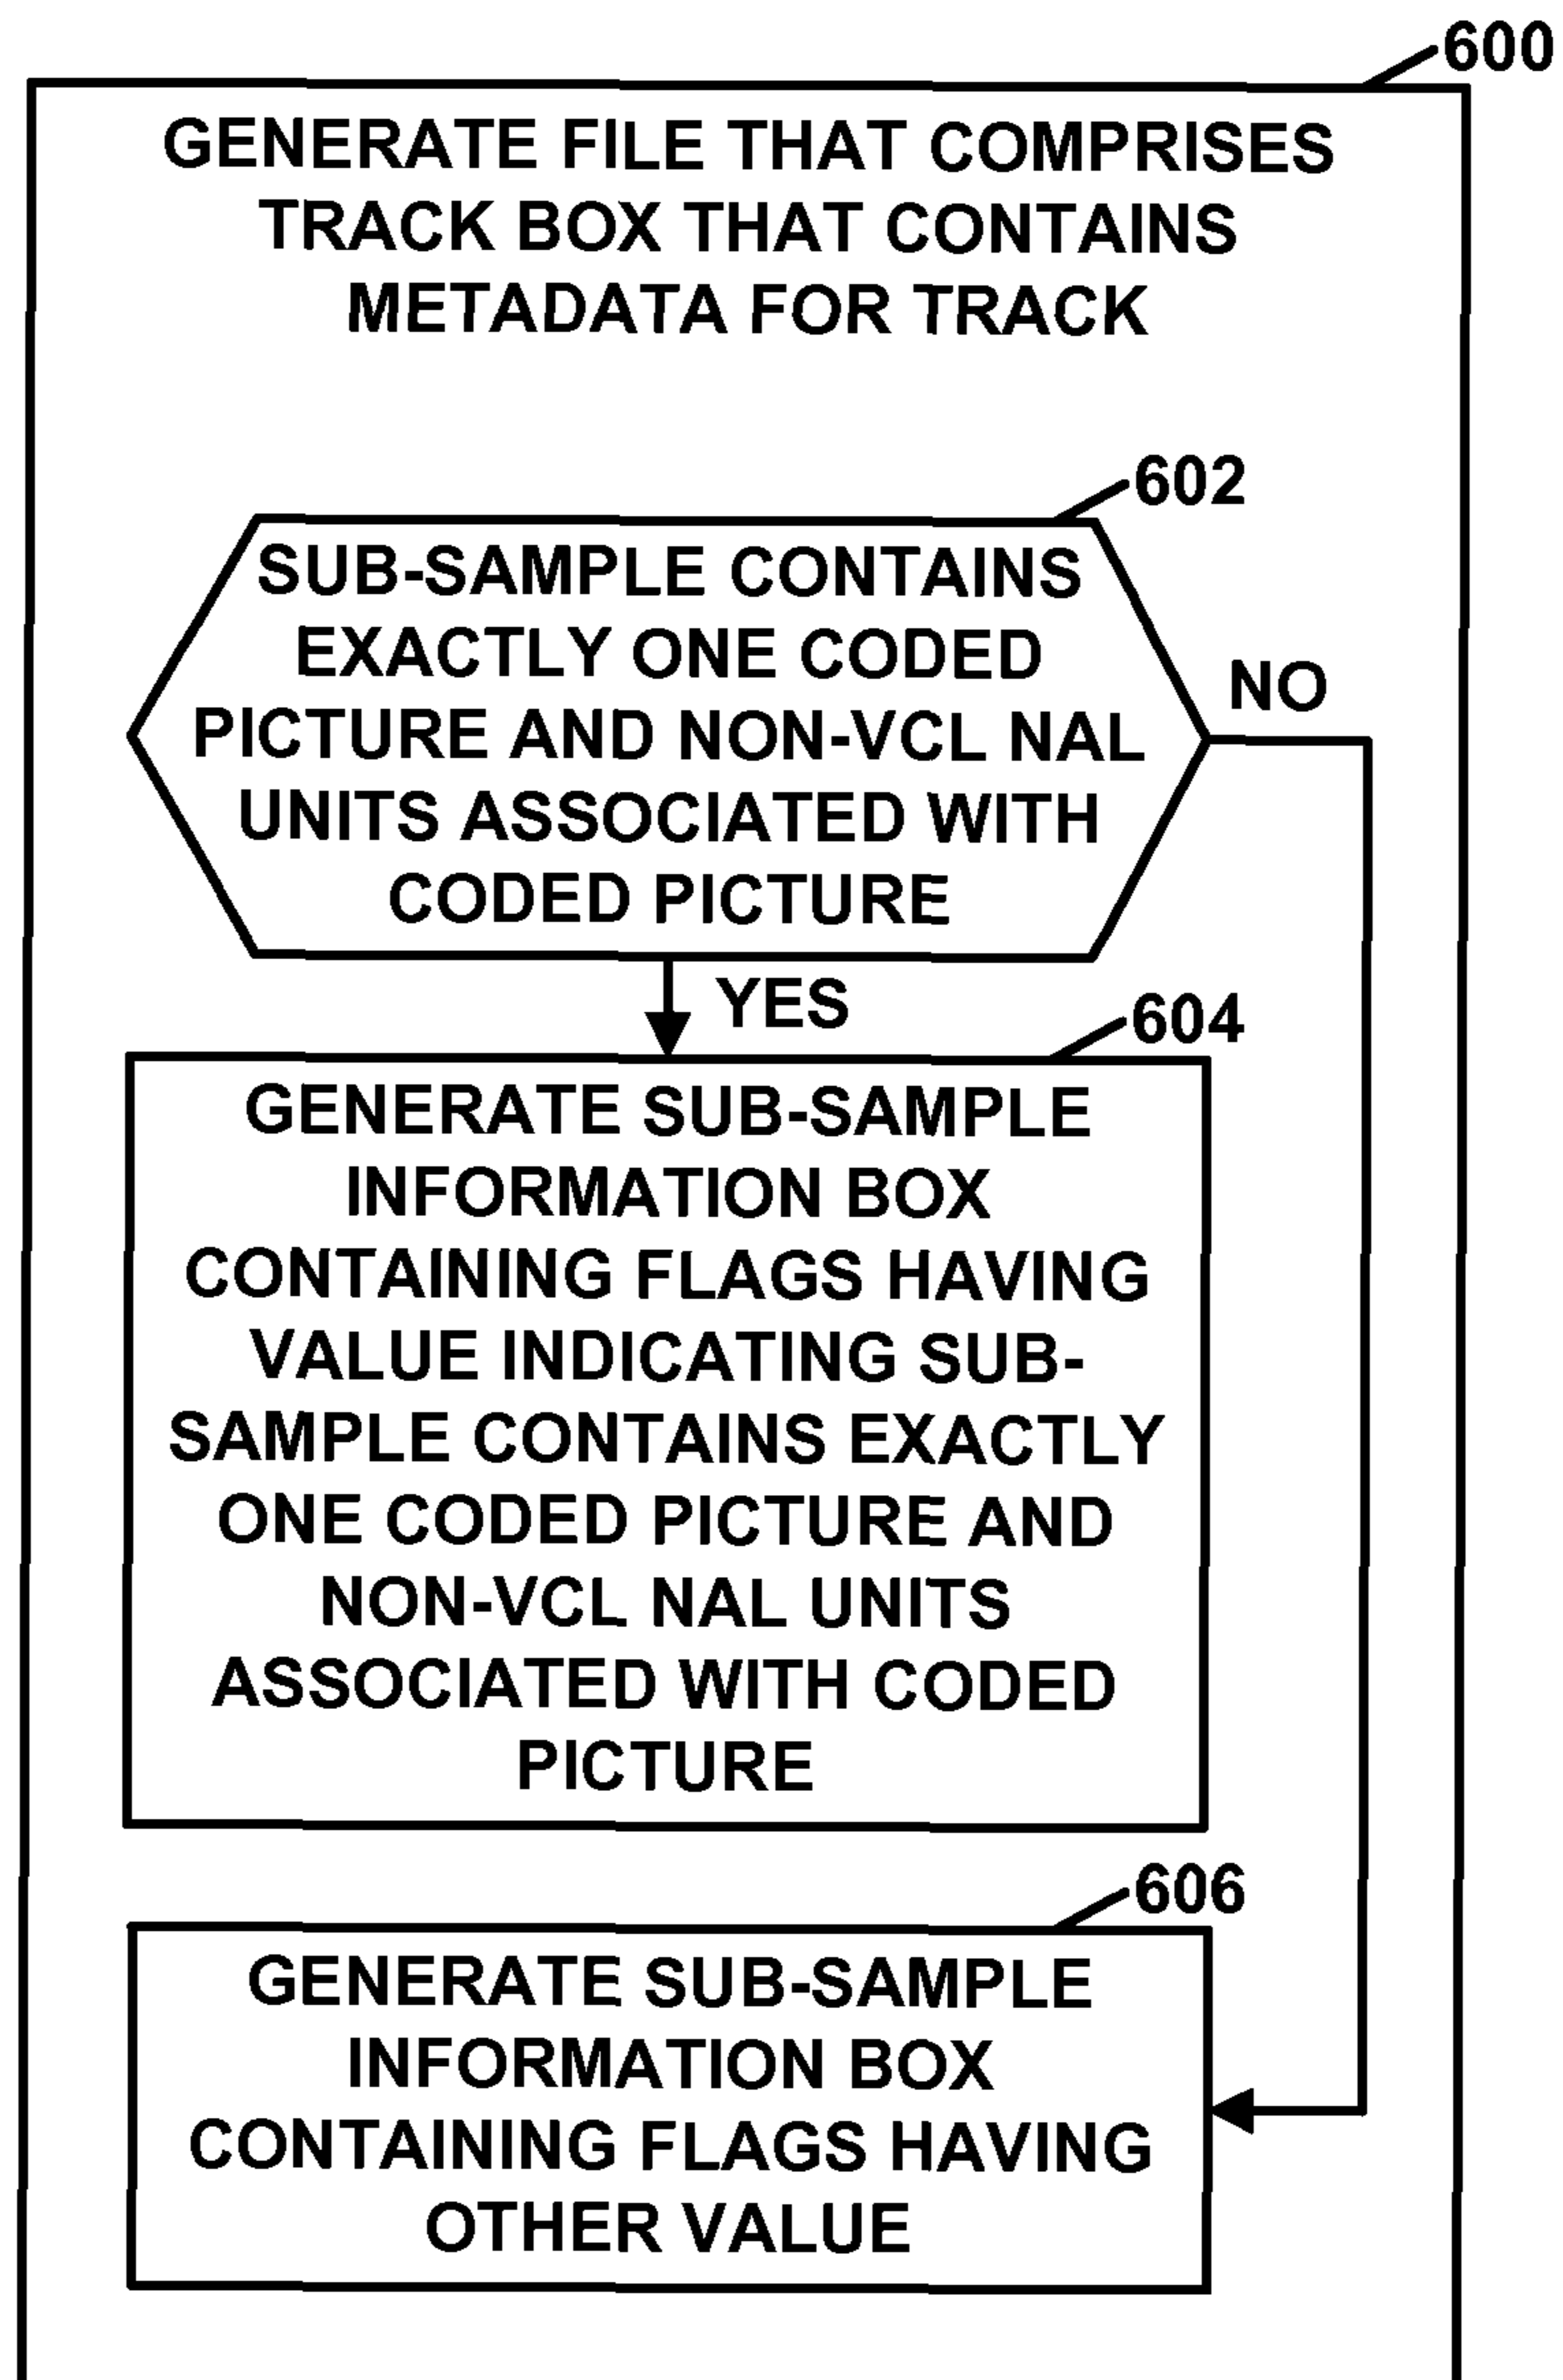 600
GENERATE FILE THAT COMPRISES
TRACK BOX THAT CONTAINS
METADATA FOR TRACK
602
SUB-SAMPLE CONTAINS
EXACTLY ONE CODED
PICTURE AND NON-VCL NAL
UNITS ASSOCIATED WITH
CODED PICTURE
NO
YES
604
GENERATE SUB-SAMPLE
INFORMATION BOX
CONTAINING FLAGS HAVING
VALUE INDICATING SUB-
SAMPLE CONTAINS EXACTLY
ONE CODED PICTURE AND
NON-VCL NAL UNITS
ASSOCIATED WITH CODED
PICTURE
606
GENERATE SUB-SAMPLE
INFORMATION BOX
CONTAINING FLAGS HAVING
OTHER VALUE